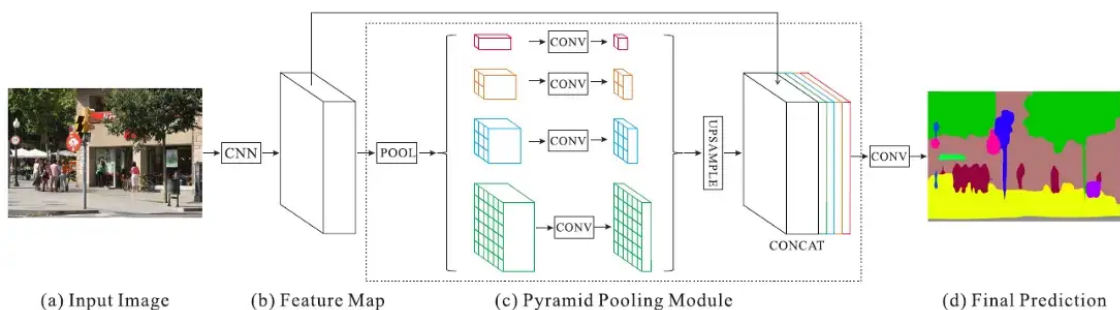 CNN
POOL
CONV
CONV
CONV
CONV
UPSAMPLE
CONCAT
CONV
(a) Input Image
(b) Feature Map
(c) Pyramid Pooling Module
(d) Final Prediction